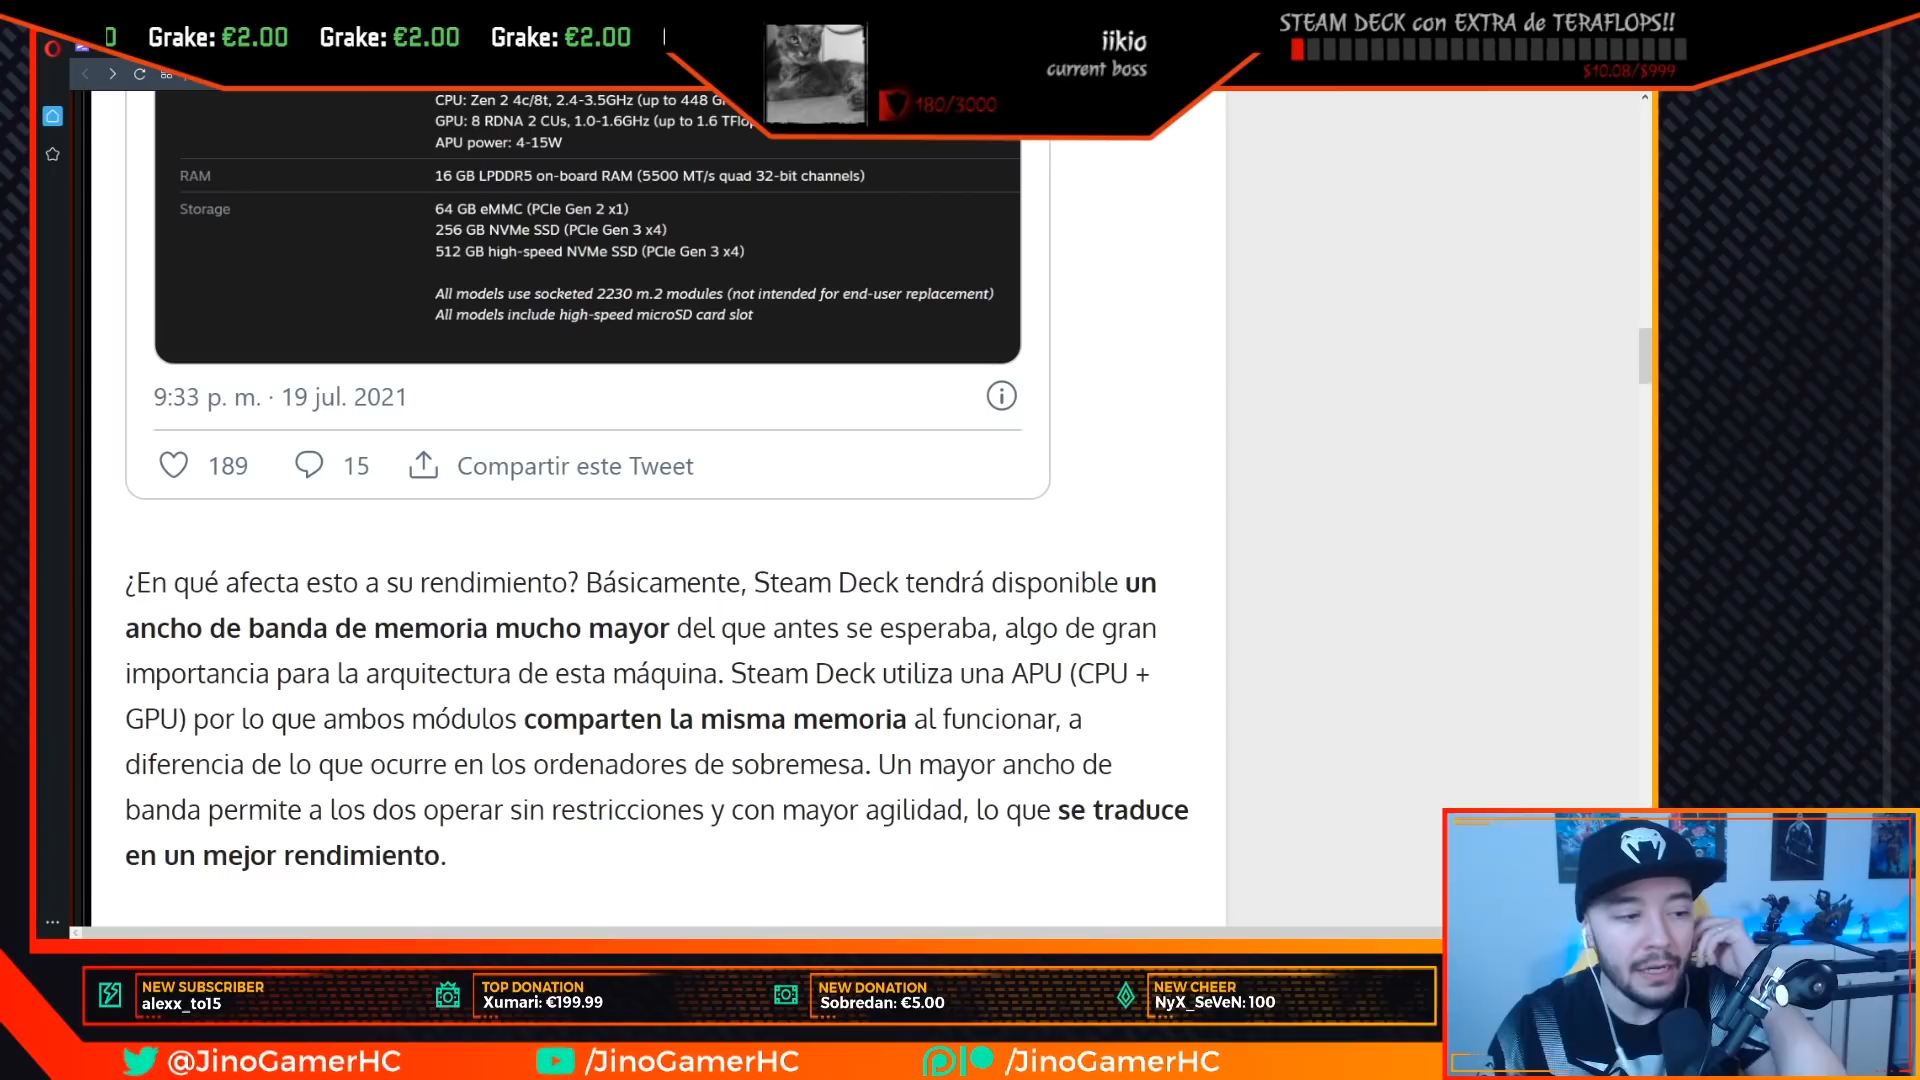 Grake: €2.00 Grake: €2.00 Grake: €2.00
iikio
current boss
180/3000
STEAM DECK con EXTRA de TERAFLOPS!!
$10.08/$999
CPU: Zen 2 4c/8t, 2.4-3.5GHz (up to 448
GPU: 8 RDNA 2 CUs, 1.0-1.6GHz (up to 1.6
APU power: 4-15W
RAM 16 GB LPDDR5 on-board RAM (5500 MT/s quad 32-bit channels)
Storage 64 GB eMMC (PCIe Gen 2 x1)
256 GB NVMe SSD (PCIe Gen 3 x4)
512 GB high-speed NVMe SSD (PCIe Gen 3 x4)
All models use socketed 2230 m.2 modules (not intended for end-user replacement)
All models include high-speed microSD card slot
9:33 p. m. · 19 jul. 2021
189 15 Compartir este Tweet
¿En qué afecta esto a su rendimiento? Básicamente, Steam Deck tendrá disponible un
ancho de banda de memoria mucho mayor del que antes se esperaba, algo de gran
importancia para la arquitectura de esta máquina. Steam Deck utiliza una APU (CPU +
GPU) por lo que ambos módulos comparten la misma memoria al funcionar, a
diferencia de lo que ocurre en los ordenadores de sobremesa. Un mayor ancho de
banda permite a los dos operar sin restricciones y con mayor agilidad, lo que se traduce
en un mejor rendimiento.
NEW SUBSCRIBER
alexx_to15
TOP DONATION
Xumari: €199.99
NEW DONATION
Sobredan: €5.00
NEW CHEER
NyX_SeVeN: 100
@JinoGamerHC /JinoGamerHC /JinoGamerHC